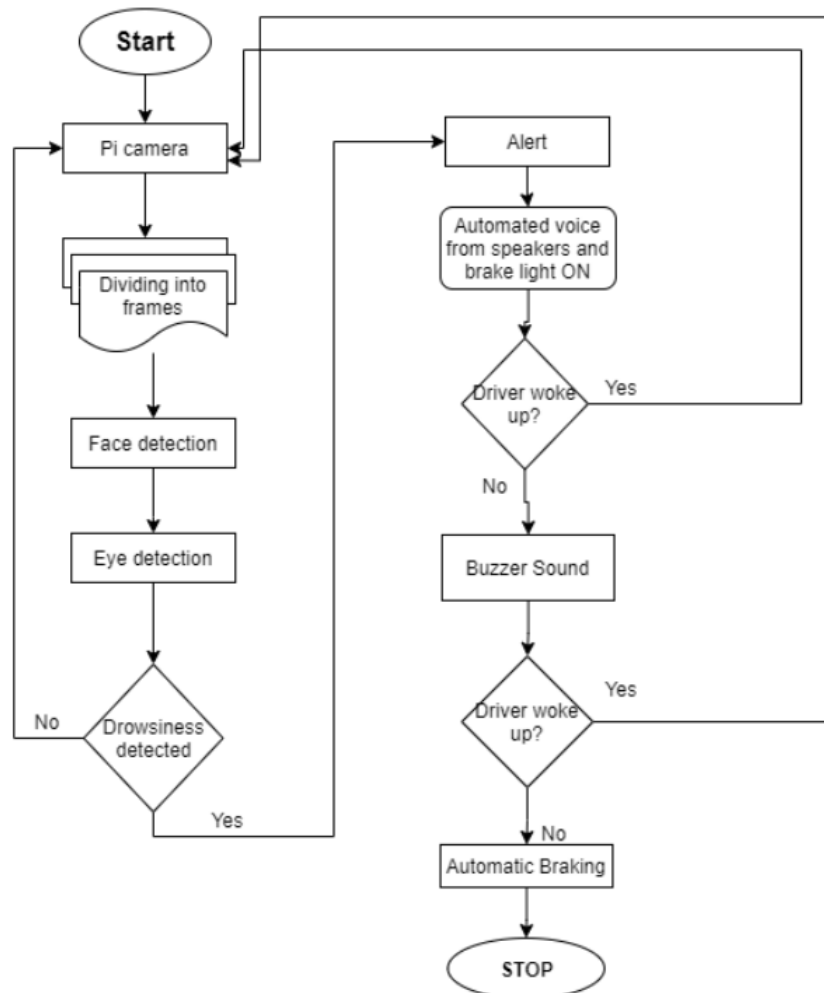 Start
Pi camera
Dividing into
frames
Face detection
Eye detection
Drowsiness
detected
No
Yes
Alert
Automated voice
from speakers and
brake light ON
Driver woke
up?
Yes
No
Buzzer Sound
Driver woke
up?
Yes
No
Automatic Braking
STOP